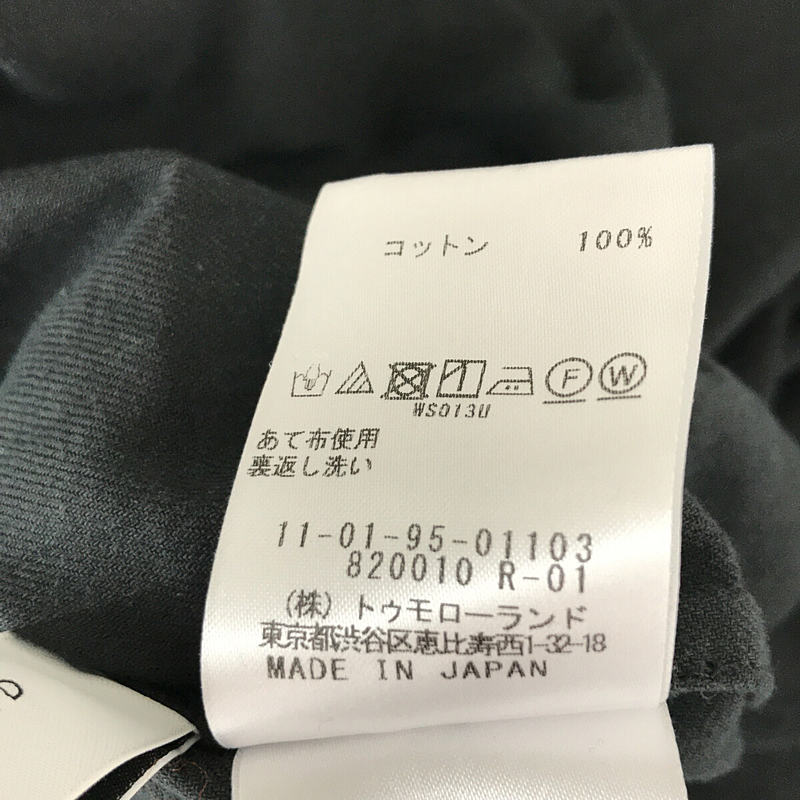 コットン 100%
F W
WS013U
あて布使用
裏返し洗い
11-01-95-01103
820010 R-01
(株) トゥモローランド
東京都渋谷区恵比寿西1-32-18
MADE IN JAPAN